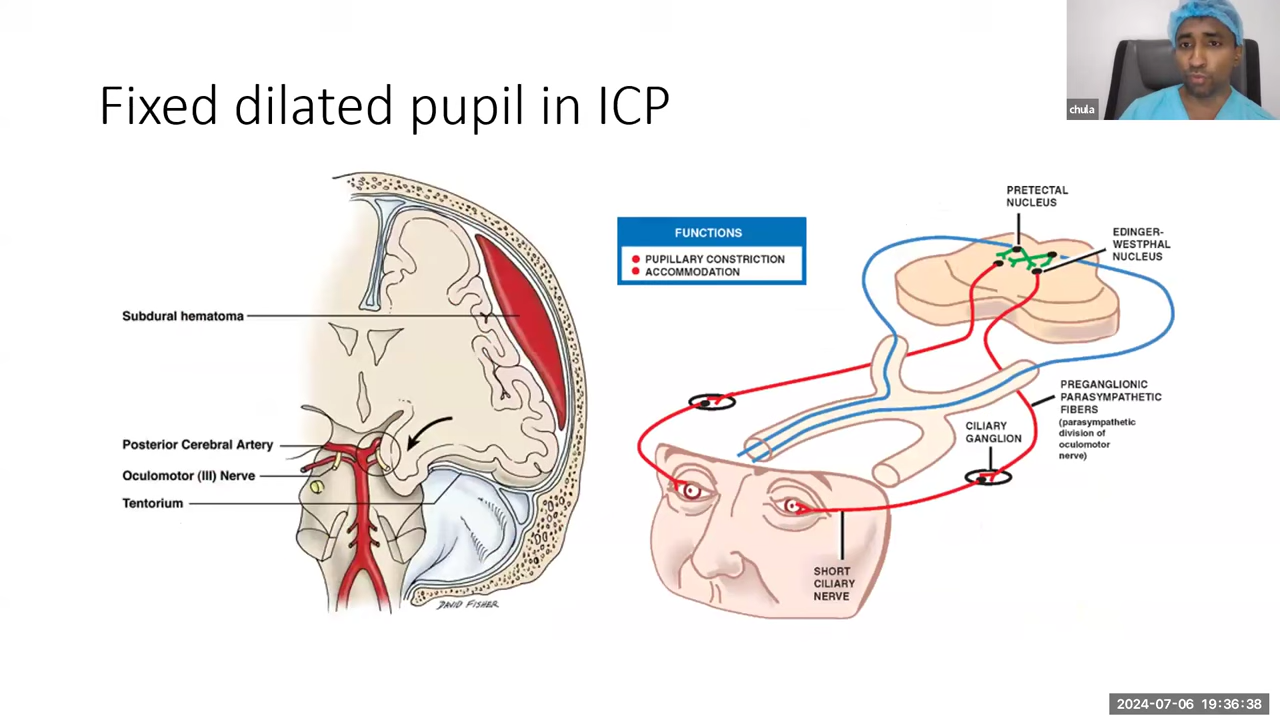 Fixed dilated pupil in ICP
chula
Subdural hematoma
Posterior Cerebral Artery
Oculomotor (III) Nerve
Tentorium
DAVID FISHER
FUNCTIONS
PUPILLARY CONSTRICTION
ACCOMMODATION
PRETECTAL
NUCLEUS
EDINGER-
WESTPHAL
NUCLEUS
PREGANGLIONIC
PARASYMPATHETIC
FIBERS
(parasympathetic
division of
oculomotor
nerve)
CILIARY
GANGLION
SHORT
CILIARY
NERVE
2024-07-06 19:36:38